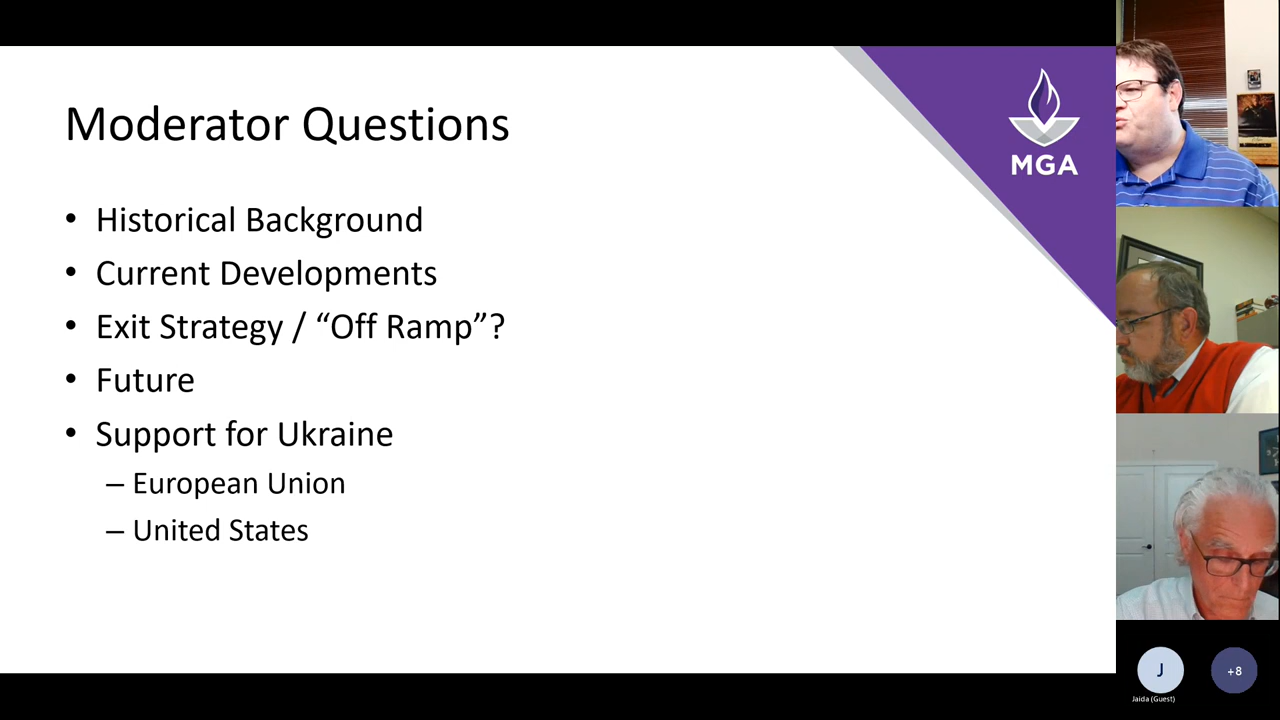 Moderator Questions
MGA
• Historical Background
• Current Developments
• Exit Strategy / “Off Ramp”?
• Future
• Support for Ukraine
– European Union
– United States
J
+8
Jaida (Guest)